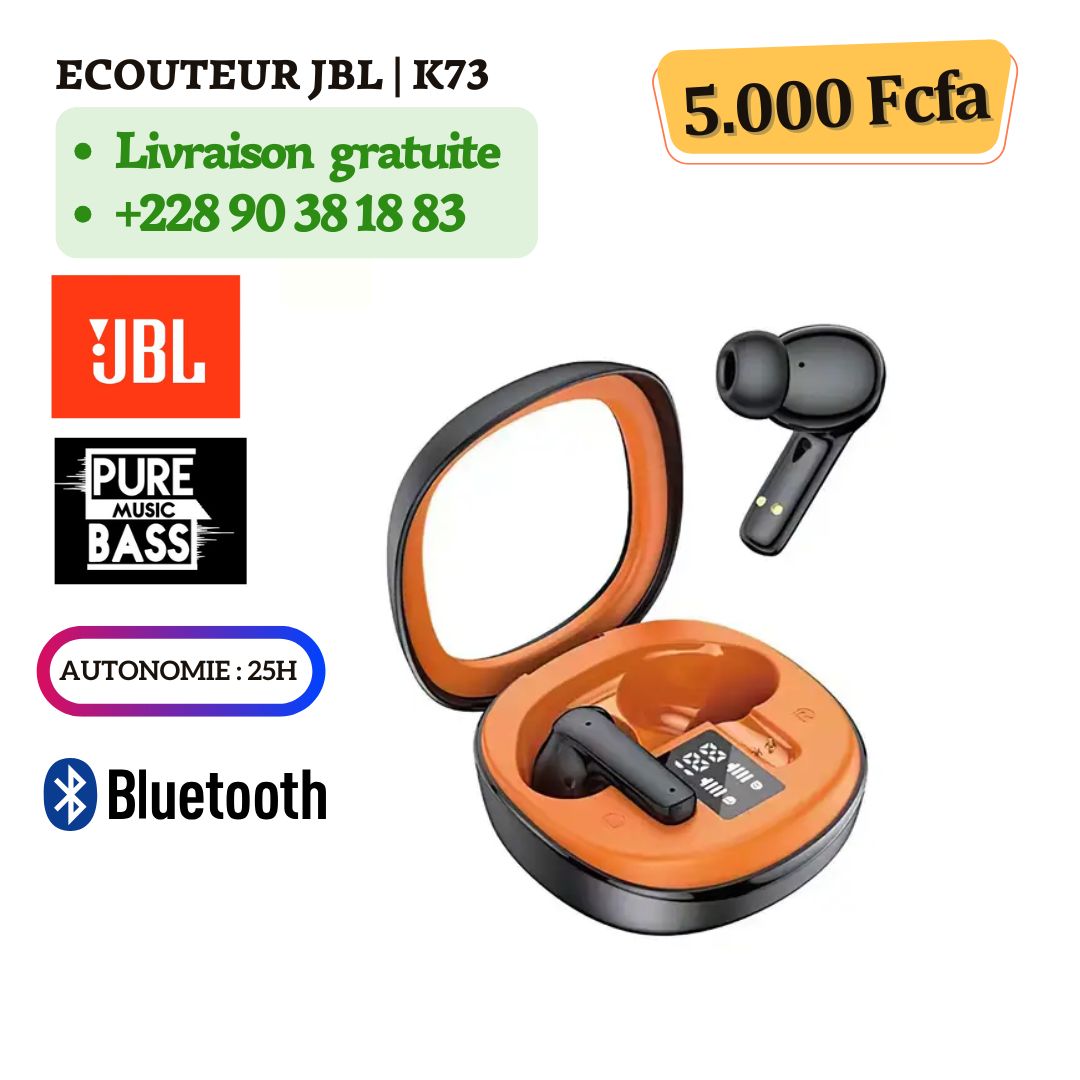 ECOUTEUR JBL | K73
5.000 Fcfa
• Livraison gratuite
• +228 90 38 18 83
JBL
PURE
MUSIC
BASS
AUTONOMIE : 25H
Bluetooth